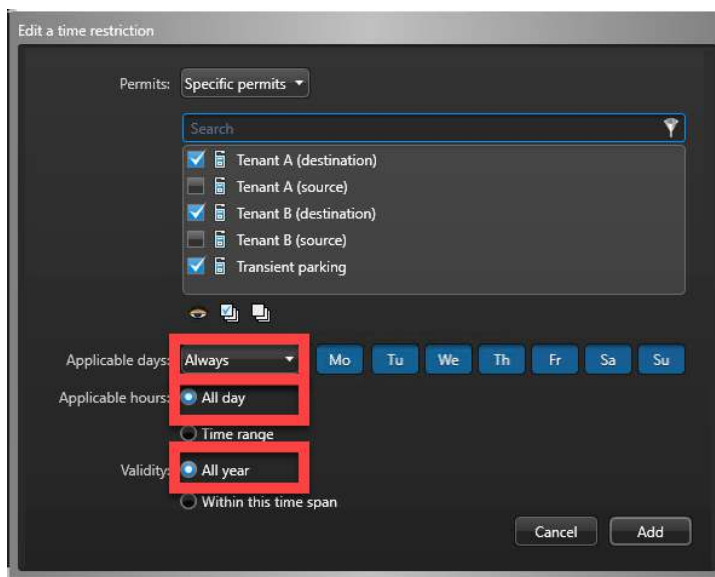 Edit a time restriction
Permits: Specific permits
Search
Tenant A (destination)
Tenant A (source)
Tenant B (destination)
Tenant B (source)
Transient parking
Applicable days: Always Mo Tu We Th Fr Sa Su
Applicable hours: All day
Time range
Validity: All year
Within this time span
Cancel Add